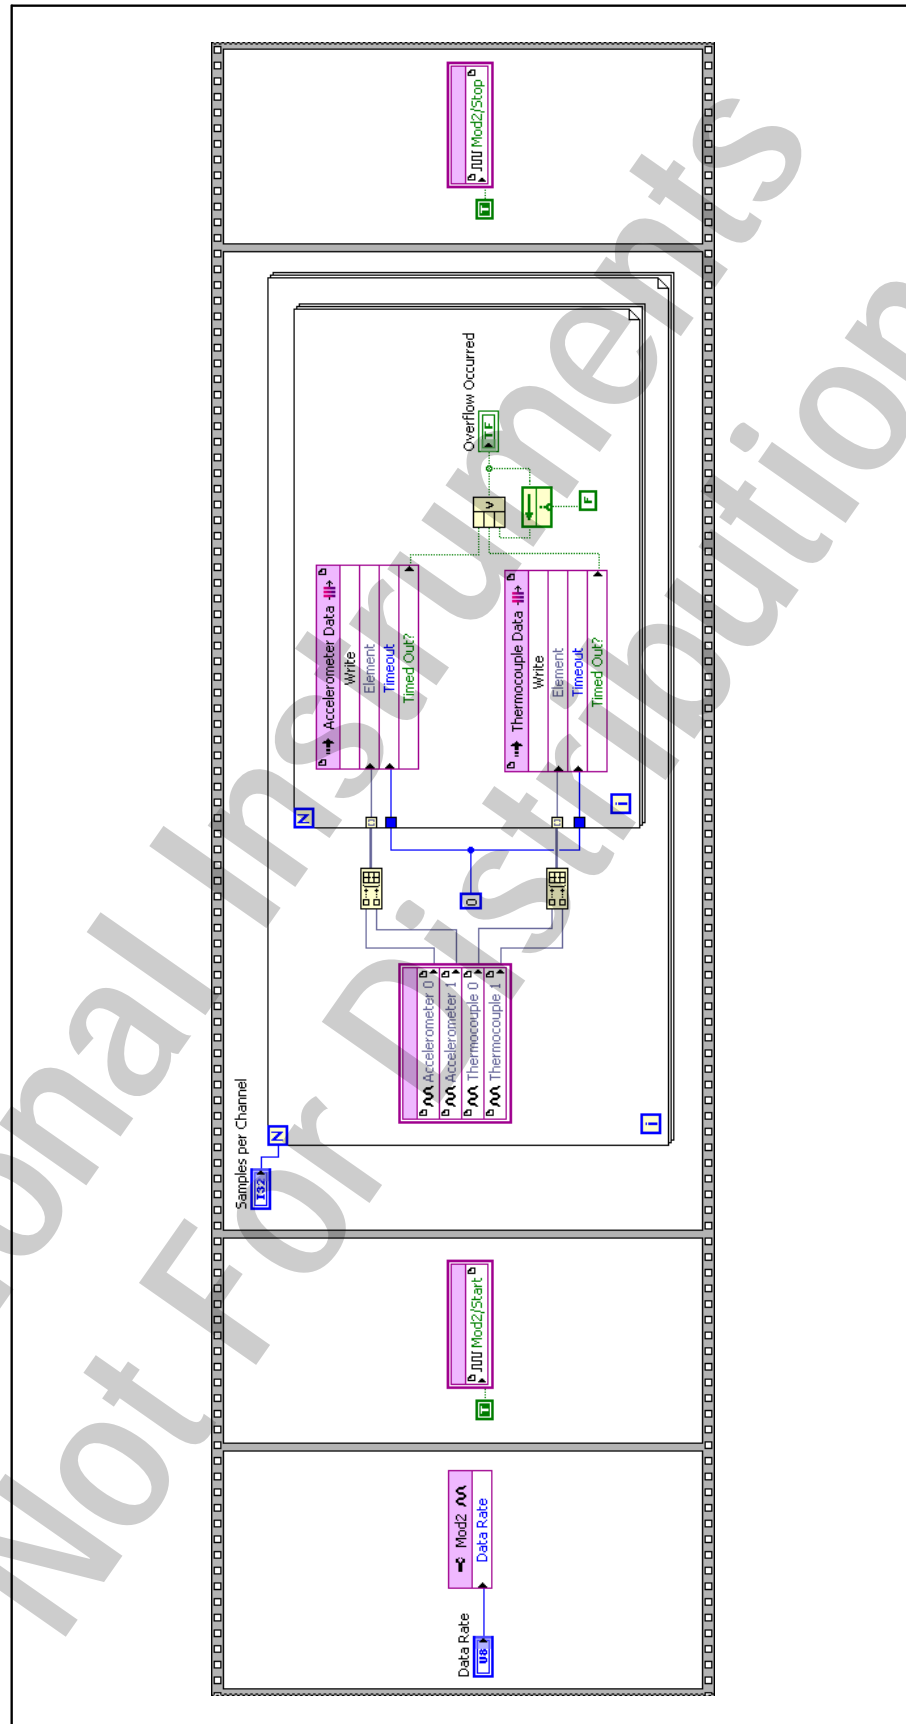 Data Rate
U8
Mod2
Data Rate
T
Mod2/Start
Samples per Channel
I32
N
Accelerometer 0
Accelerometer 1
Thermocouple 0
Thermocouple 1
i
0
N
Accelerometer Data
Write
Element
Timeout
Timed Out?
Thermocouple Data
Write
Element
Timeout
Timed Out?
i
Overflow Occurred
TF
F
T
Mod2/Stop
onal Instruments
Not For Distribution